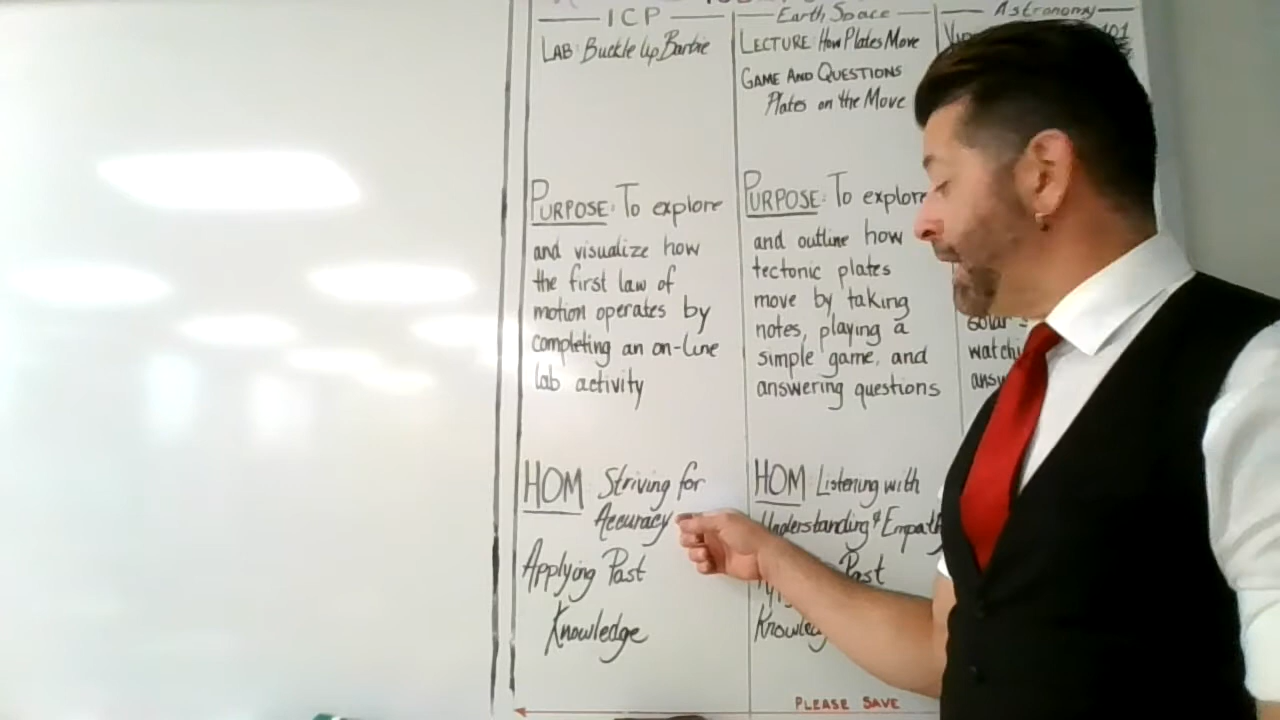 ICP
LAB: Buckle Up Barbie
PURPOSE: To explore
and visualize how
the first law of
motion operates by
completing an on-line
lab activity
HOM Striving for
Accuracy
Applying Past
Knowledge
Earth Space
LECTURE: How Plates Move
GAME AND QUESTIONS
Plates on the Move
PURPOSE: To explore
and outline how
tectonic plates
move by taking
notes, playing a
simple game, and
answering questions
HOM Listening with
Understanding & Empathy
Past
PLEASE SAVE
Astronomy
101
solar